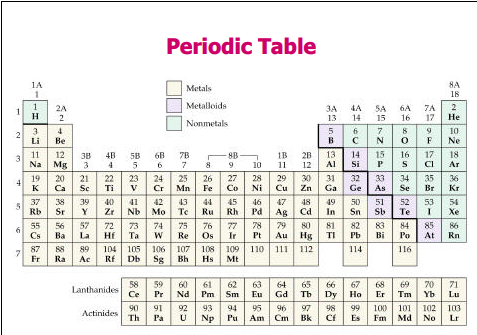 Periodic Table
1A 8A
1 18
Metals
Metalloids
Nonmetals
1 1 2A 3A 4A 5A 6A 7A 2
H 2 13 14 15 16 17 He
2 3 4 5 6 7 8 9 10
Li Be B C N O F Ne
3 11 12 3B 4B 5B 6B 7B 8B 1B 2B 13 14 15 16 17 18
Na Mg 3 4 5 6 7 8 9 10 11 12 Al Si P S Cl Ar
4 19 20 21 22 23 24 25 26 27 28 29 30 31 32 33 34 35 36
K Ca Sc Ti V Cr Mn Fe Co Ni Cu Zn Ga Ge As Se Br Kr
5 37 38 39 40 41 42 43 44 45 46 47 48 49 50 51 52 53 54
Rb Sr Y Zr Nb Mo Tc Ru Rh Pd Ag Cd In Sn Sb Te I Xe
6 55 56 57 72 73 74 75 76 77 78 79 80 81 82 83 84 85 86
Cs Ba La Hf Ta W Re Os Ir Pt Au Hg Tl Pb Bi Po At Rn
7 87 88 89 104 105 106 107 108 109 110 111 112 114 116
Fr Ra Ac Rf Db Sg Bh Hs Mt
Lanthanides 58 59 60 61 62 63 64 65 66 67 68 69 70 71
Ce Pr Nd Pm Sm Eu Gd Tb Dy Ho Er Tm Yb Lu
Actinides 90 91 92 93 94 95 96 97 98 99 100 101 102 103
Th Pa U Np Pu Am Cm Bk Cf Es Fm Md No Lr